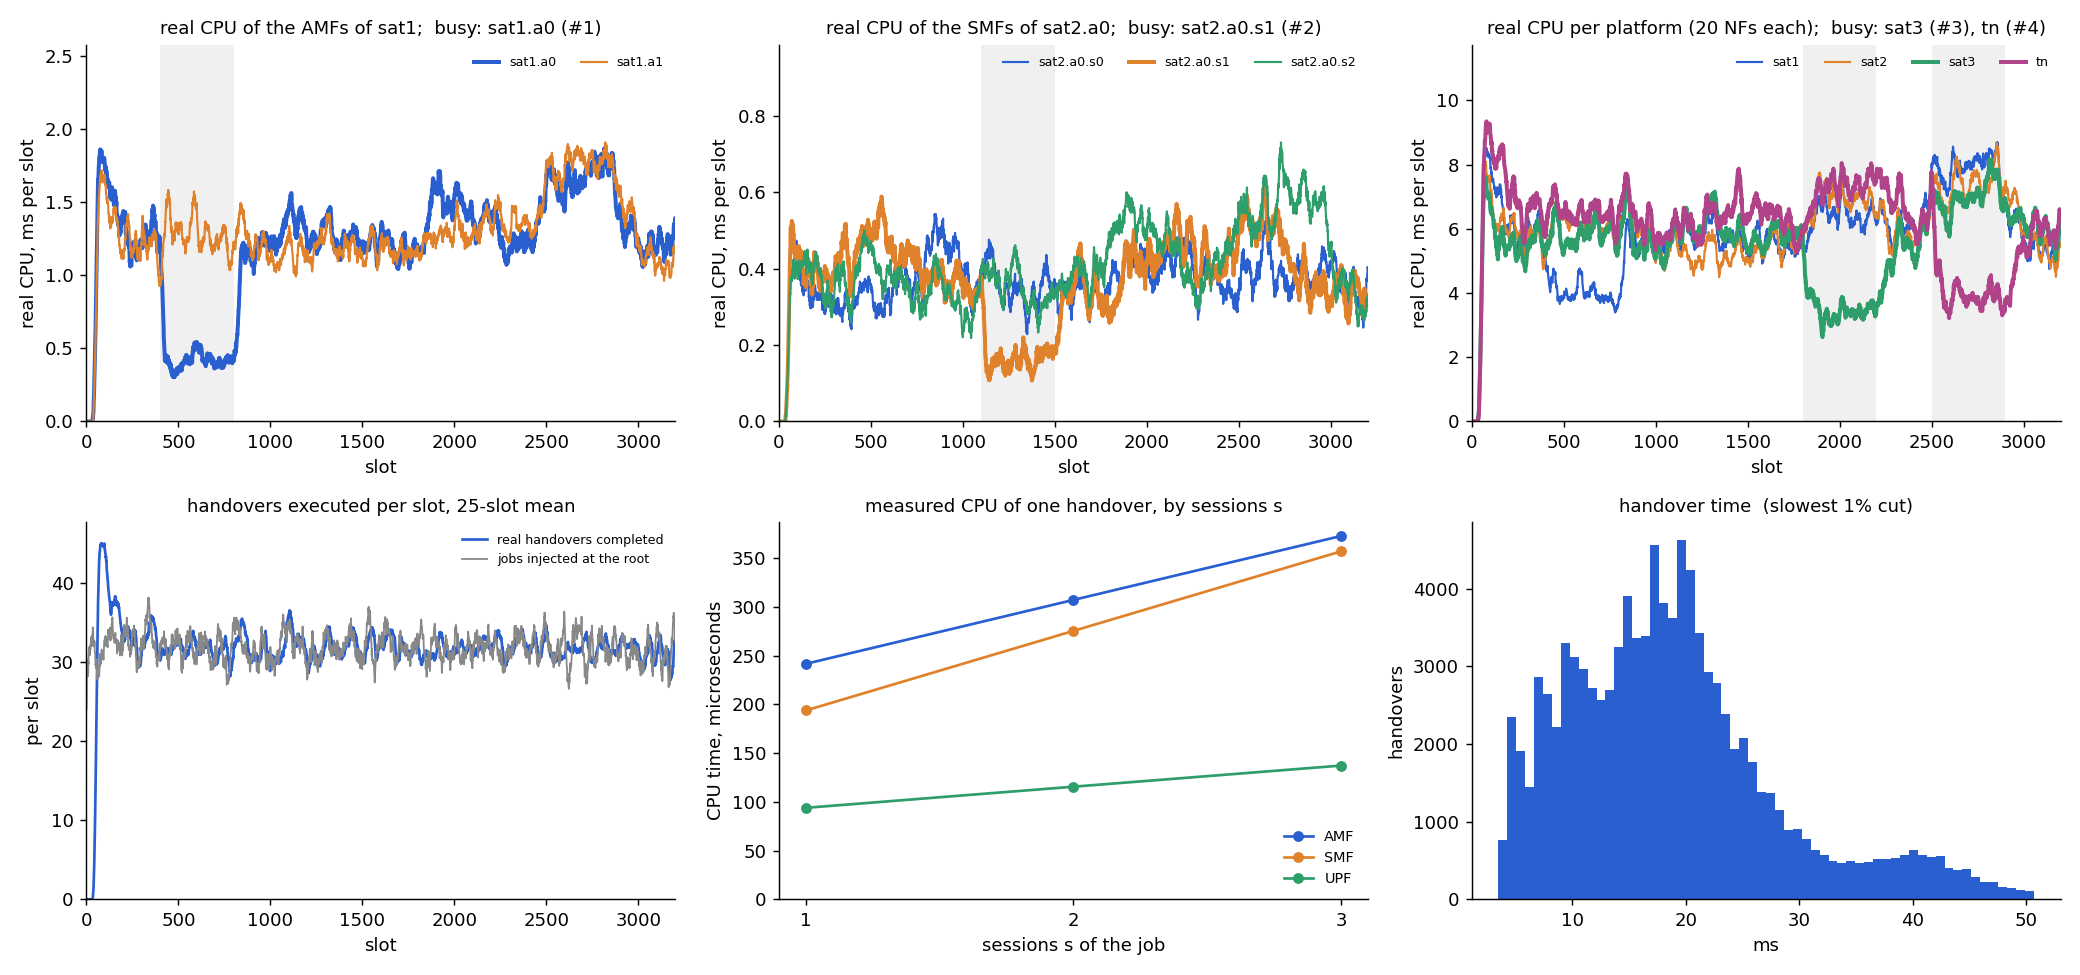 real CPU of the AMFs of sat1;  busy: sat1.a0 (#1)
real CPU, ms per slot
2.5
2.0
1.5
1.0
0.5
0.0
sat1.a0
sat1.a1
0
500
1000
1500
2000
2500
3000
slot
real CPU of the SMFs of sat2.a0;  busy: sat2.a0.s1 (#2)
real CPU, ms per slot
0.8
0.6
0.4
0.2
0.0
sat2.a0.s0
sat2.a0.s1
sat2.a0.s2
0
500
1000
1500
2000
2500
3000
slot
real CPU per platform (20 NFs each);  busy: sat3 (#3), tn (#4)
real CPU, ms per slot
10
8
6
4
2
0
sat1
sat2
sat3
tn
0
500
1000
1500
2000
2500
3000
slot
handovers executed per slot, 25-slot mean
per slot
40
30
20
10
0
real handovers completed
jobs injected at the root
0
500
1000
1500
2000
2500
3000
slot
measured CPU of one handover, by sessions s
CPU time, microseconds
350
300
250
200
150
100
50
0
AMF
SMF
UPF
1
2
3
sessions s of the job
handover time  (slowest 1% cut)
handovers
4000
3000
2000
1000
0
10
20
30
40
50
ms